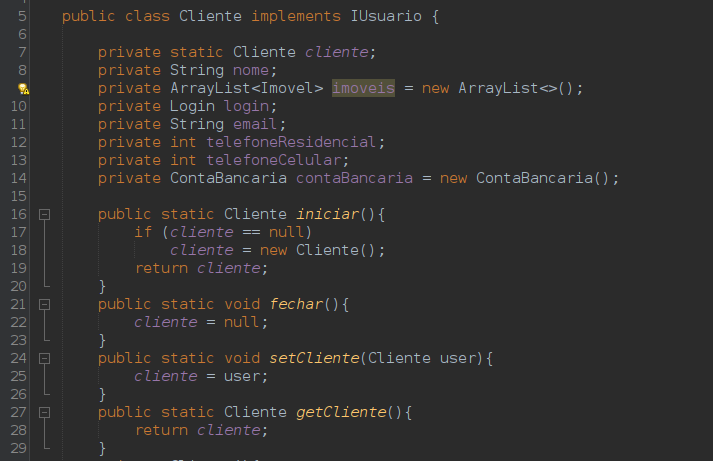 5 public class Cliente implements IUsuario {
6
7 private static Cliente cliente;
8 private String nome;
private ArrayList<Imovel> imoveis = new ArrayList<>();
10 private Login login;
11 private String email;
12 private int telefoneResidencial;
13 private int telefoneCelular;
14 private ContaBancaria contaBancaria = new ContaBancaria();
15
16 public static Cliente iniciar(){
17 if (cliente == null)
18 cliente = new Cliente();
19 return cliente;
20 }
21 public static void fechar(){
22 cliente = null;
23 }
24 public static void setCliente(Cliente user){
25 cliente = user;
26 }
27 public static Cliente getCliente(){
28 return cliente;
29 }